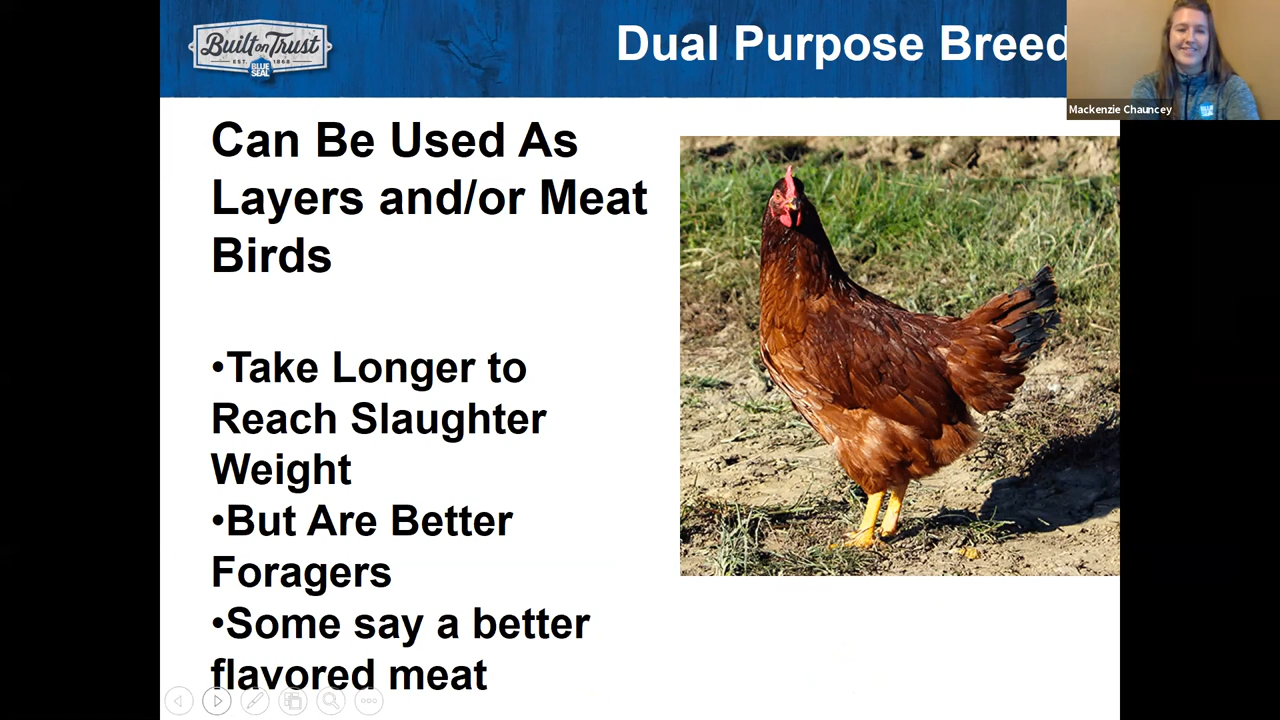 Built on Trust
EST. 1868
BLUE
SEAL
Dual Purpose Breed
Mackenzie Chauncey
Can Be Used As
Layers and/or Meat
Birds
•Take Longer to
Reach Slaughter
Weight
•But Are Better
Foragers
•Some say a better
flavored meat